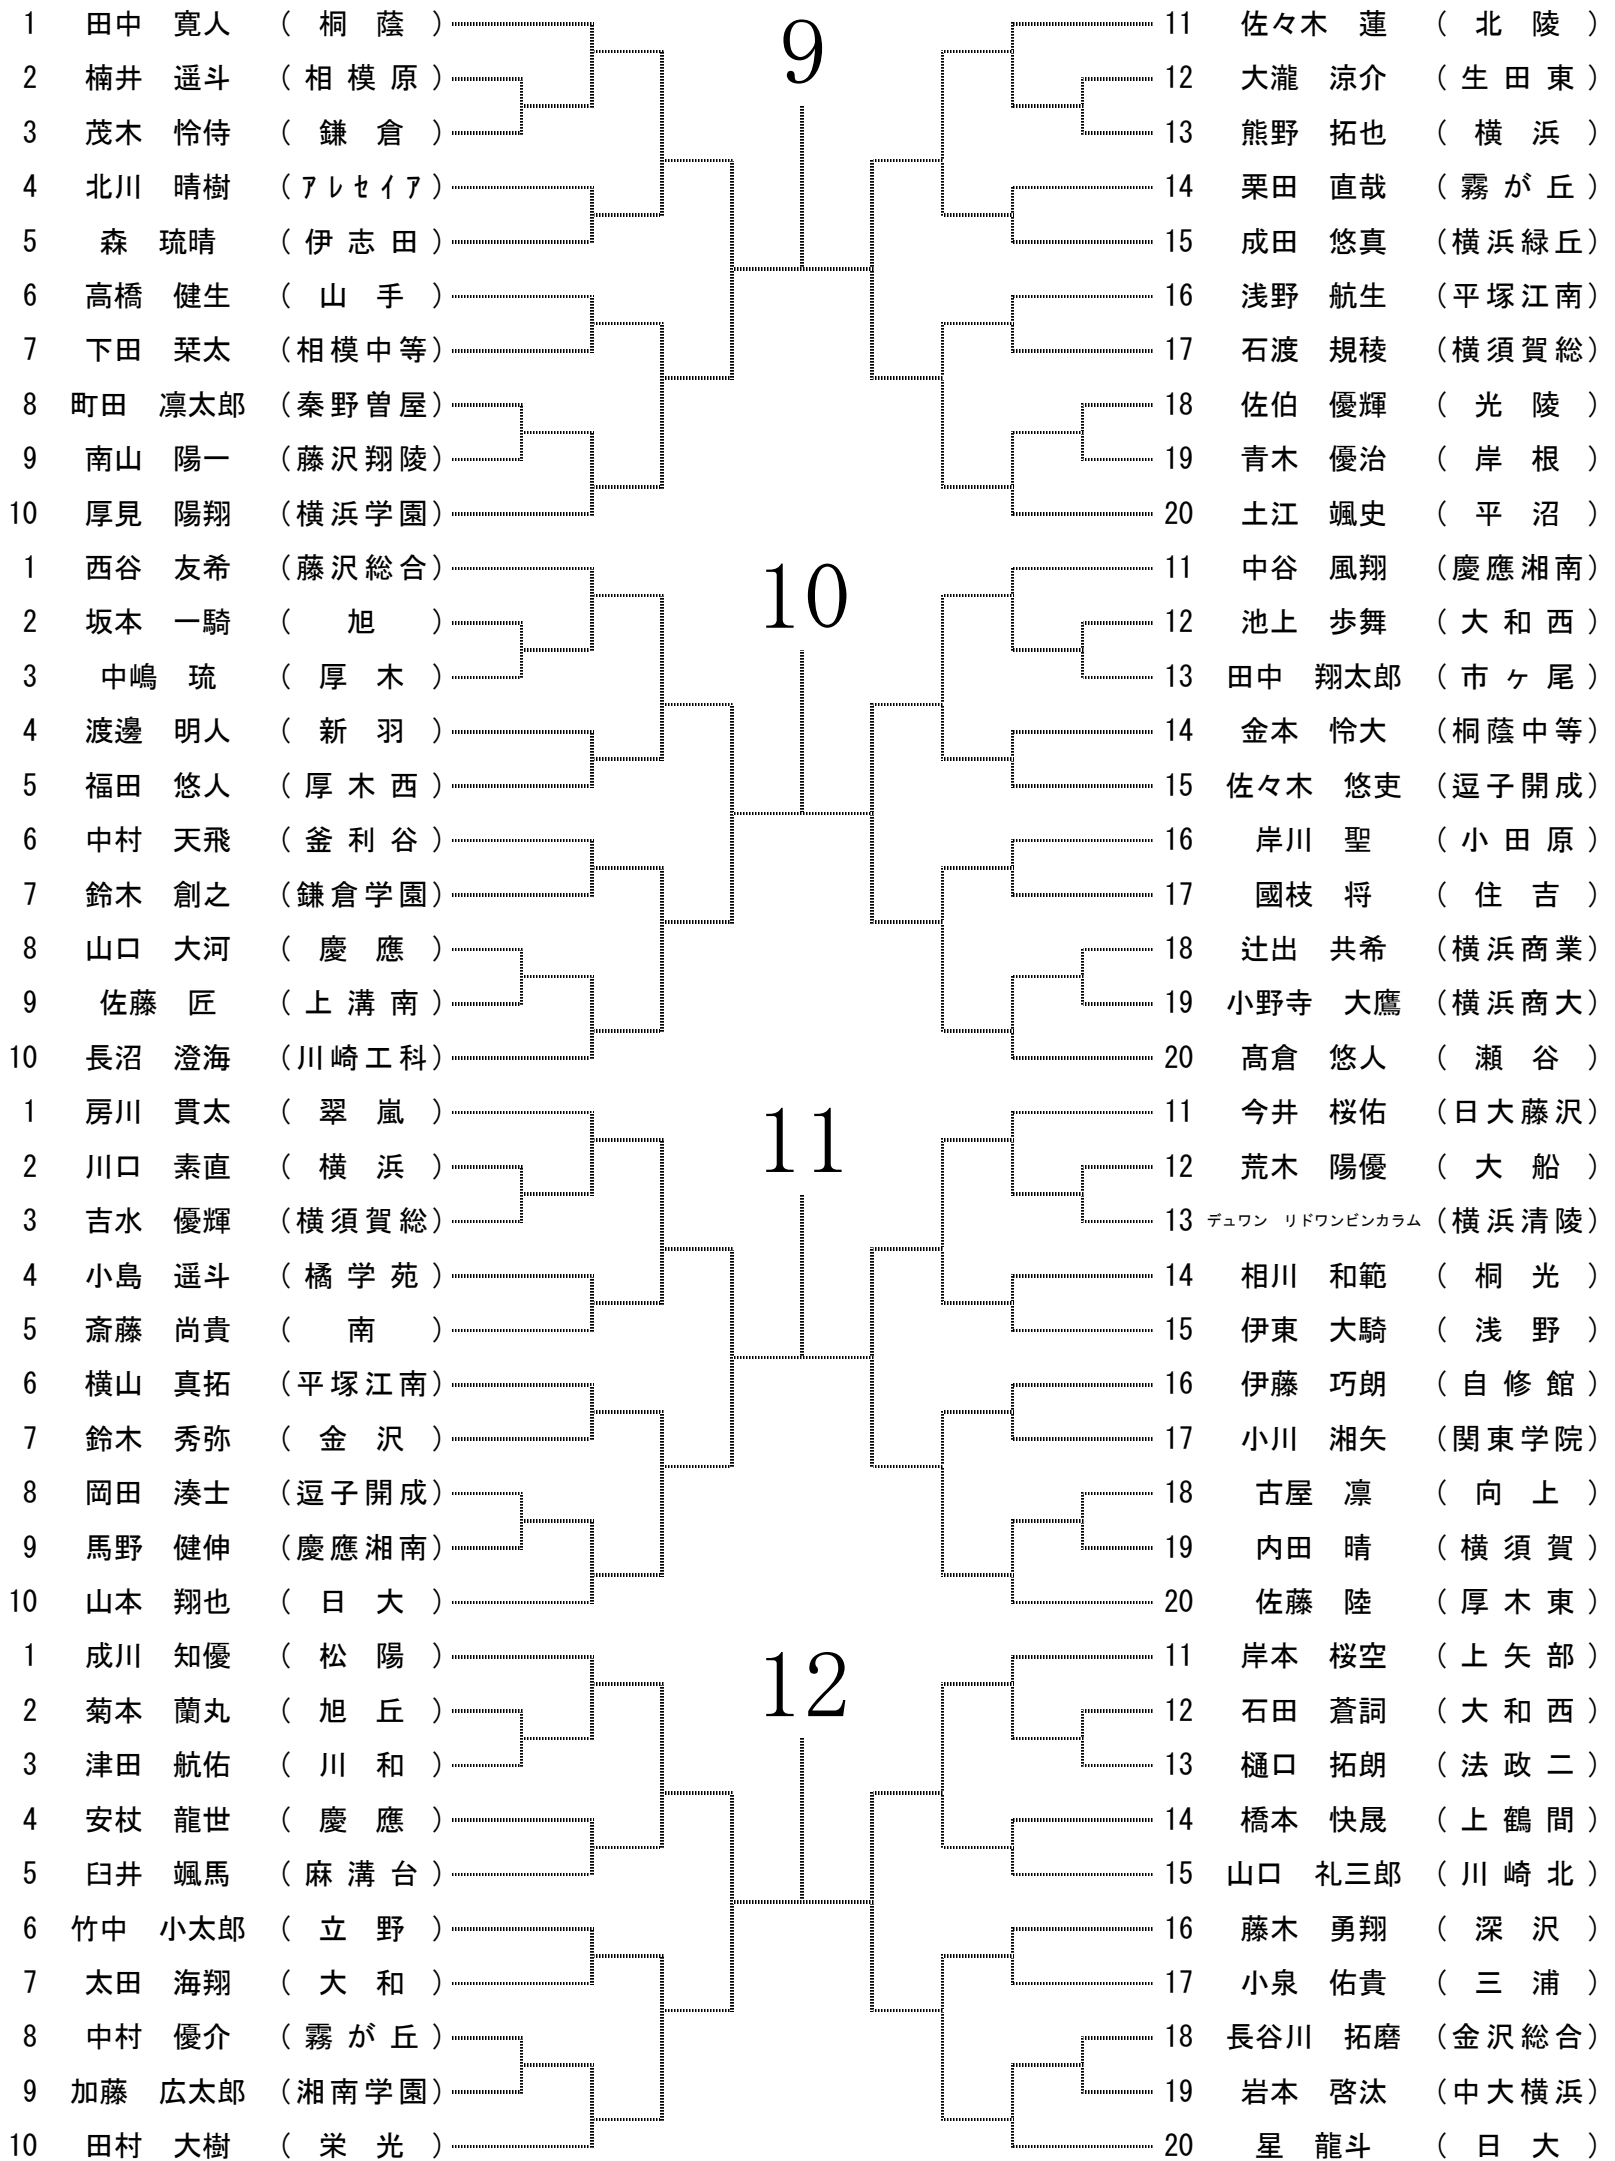 9
1 田中 寛人 (桐蔭)
2 楠井 遥斗 (相模原)
3 茂木 怜侍 (鎌倉)
4 北川 晴樹 (アレセイア)
5 森 琉晴 (伊志田)
6 高橋 健生 (山手)
7 下田 栞太 (相模中等)
8 町田 凛太郎 (秦野曽屋)
9 南山 陽一 (藤沢翔陵)
10 厚見 陽翔 (横浜学園)
11 佐々木 蓮 (北陵)
12 大瀧 涼介 (生田東)
13 熊野 拓也 (横浜)
14 栗田 直哉 (霧が丘)
15 成田 悠真 (横浜緑丘)
16 浅野 航生 (平塚江南)
17 石渡 規稜 (横須賀総)
18 佐伯 優輝 (光陵)
19 青木 優治 (岸根)
20 土江 颯史 (平沼)
10
1 西谷 友希 (藤沢総合)
2 坂本 一騎 (旭)
3 中嶋 琉 (厚木)
4 渡邊 明人 (新羽)
5 福田 悠人 (厚木西)
6 中村 天飛 (釜利谷)
7 鈴木 創之 (鎌倉学園)
8 山口 大河 (慶應)
9 佐藤 匠 (上溝南)
10 長沼 澄海 (川崎工科)
11 中谷 風翔 (慶應湘南)
12 池上 歩舞 (大和西)
13 田中 翔太郎 (市ヶ尾)
14 金本 怜大 (桐蔭中等)
15 佐々木 悠吏 (逗子開成)
16 岸川 聖 (小田原)
17 國枝 将 (住吉)
18 辻出 共希 (横浜商業)
19 小野寺 大鷹 (横浜商大)
20 髙倉 悠人 (瀬谷)
11
1 房川 貫太 (翠嵐)
2 川口 素直 (横浜)
3 吉水 優輝 (横須賀総)
4 小島 遥斗 (橘学苑)
5 斎藤 尚貴 (南)
6 横山 真拓 (平塚江南)
7 鈴木 秀弥 (金沢)
8 岡田 湊士 (逗子開成)
9 馬野 健伸 (慶應湘南)
10 山本 翔也 (日大)
11 今井 桜佑 (日大藤沢)
12 荒木 陽優 (大船)
13 デュワン リドワンビンカラム (横浜清陵)
14 相川 和範 (桐光)
15 伊東 大騎 (浅野)
16 伊藤 巧朗 (自修館)
17 小川 湘矢 (関東学院)
18 古屋 凛 (向上)
19 内田 晴 (横須賀)
20 佐藤 陸 (厚木東)
12
1 成川 知優 (松陽)
2 菊本 蘭丸 (旭丘)
3 津田 航佑 (川和)
4 安杖 龍世 (慶應)
5 臼井 颯馬 (麻溝台)
6 竹中 小太郎 (立野)
7 太田 海翔 (大和)
8 中村 優介 (霧が丘)
9 加藤 広太郎 (湘南学園)
10 田村 大樹 (栄光)
11 岸本 桜空 (上矢部)
12 石田 蒼詞 (大和西)
13 樋口 拓朗 (法政二)
14 橋本 快晟 (上鶴間)
15 山口 礼三郎 (川崎北)
16 藤木 勇翔 (深沢)
17 小泉 佑貴 (三浦)
18 長谷川 拓磨 (金沢総合)
19 岩本 啓汰 (中大横浜)
20 星 龍斗 (日大)